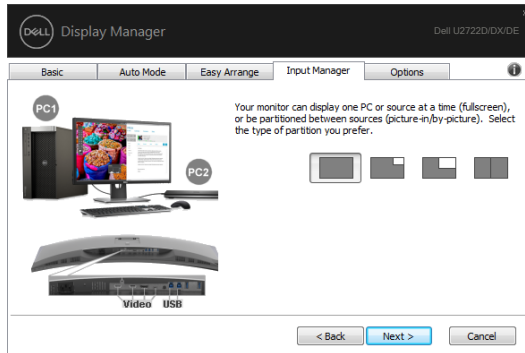 DELL Display Manager
Dell U2722D/DX/DE
Basic Auto Mode Easy Arrange Input Manager Options
PC1
Your monitor can display one PC or source at a time (fullscreen),
or be partitioned between sources (picture-in/by-picture). Select
the type of partition you prefer.
PC2
Video USB
< Back Next > Cancel